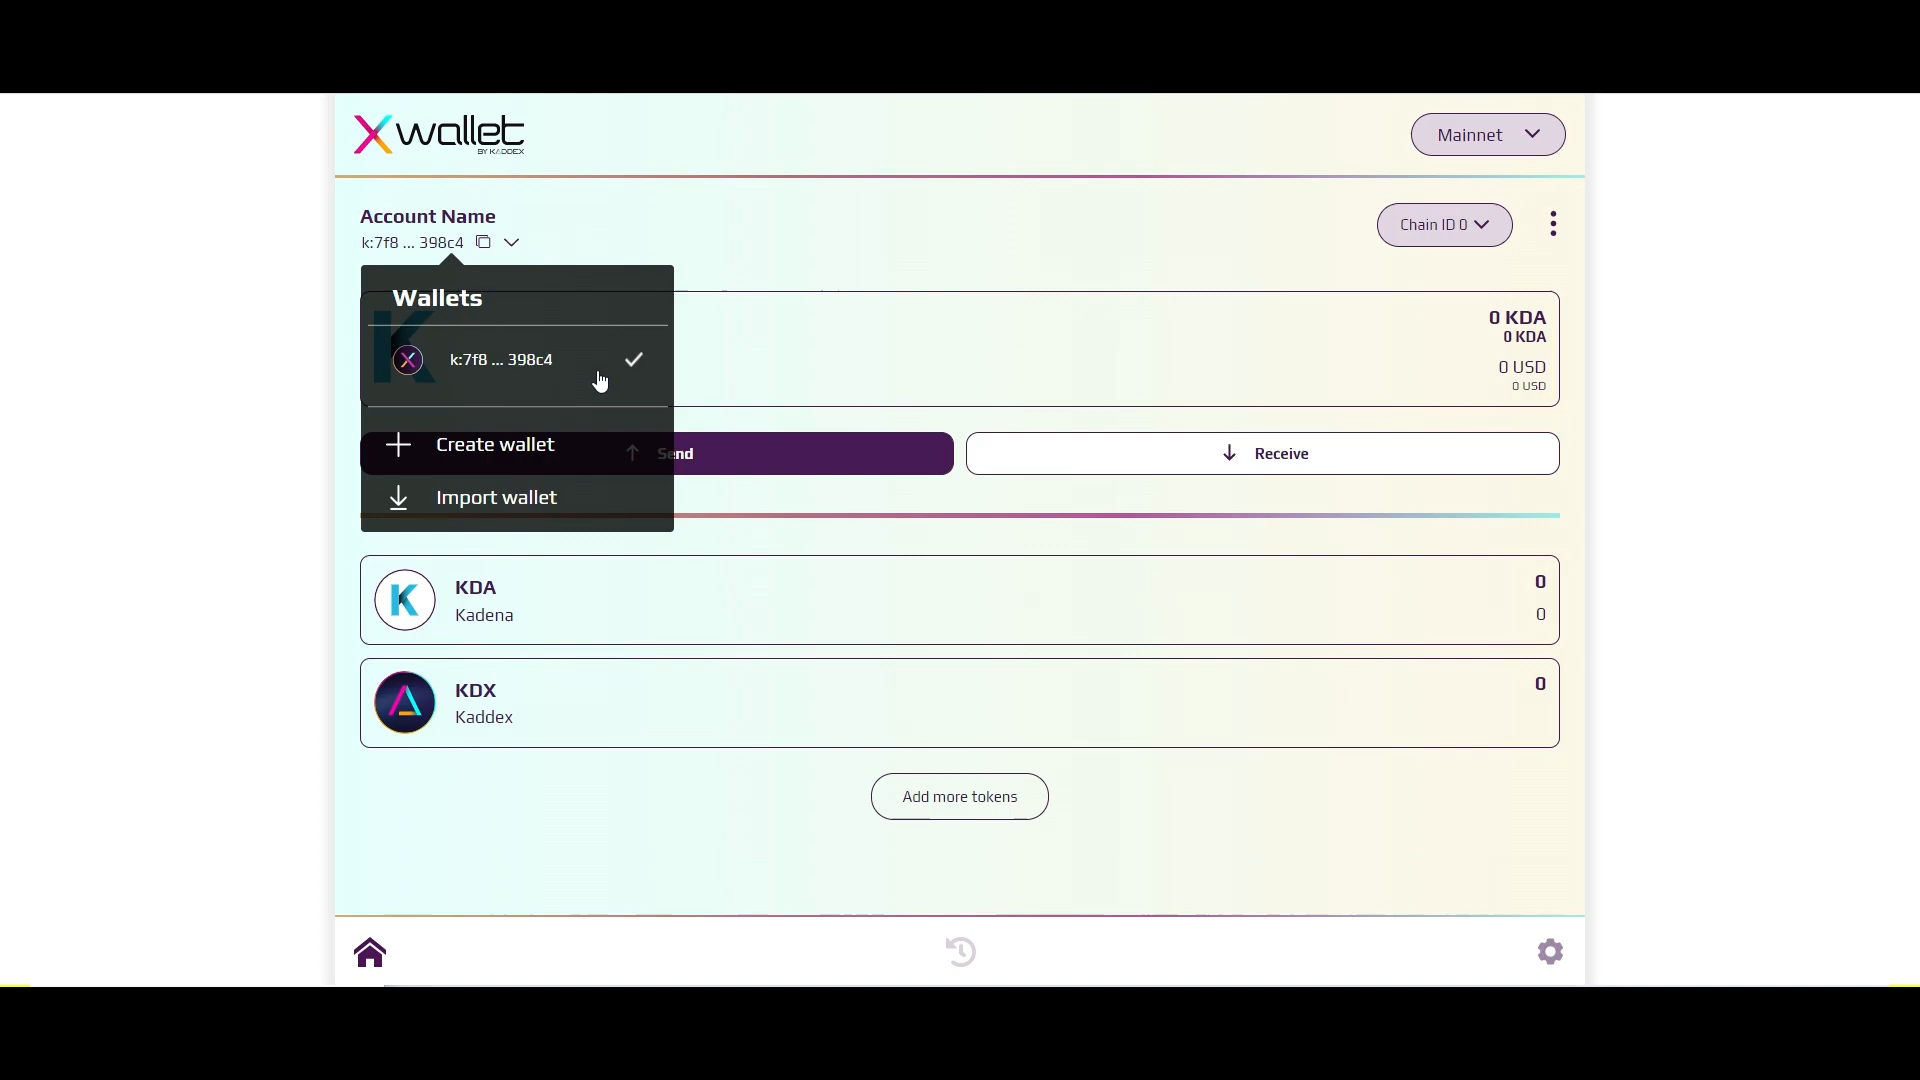 Xwallet
BY KADDEX
Mainnet
Account Name
k:7f8 ... 398c4
Chain ID 0
Wallets
k:7f8 ... 398c4
Create wallet
Import wallet
0 KDA
0 KDA
0 USD
0 USD
Send
Receive
KDA
Kadena
0
0
KDX
Kaddex
0
Add more tokens